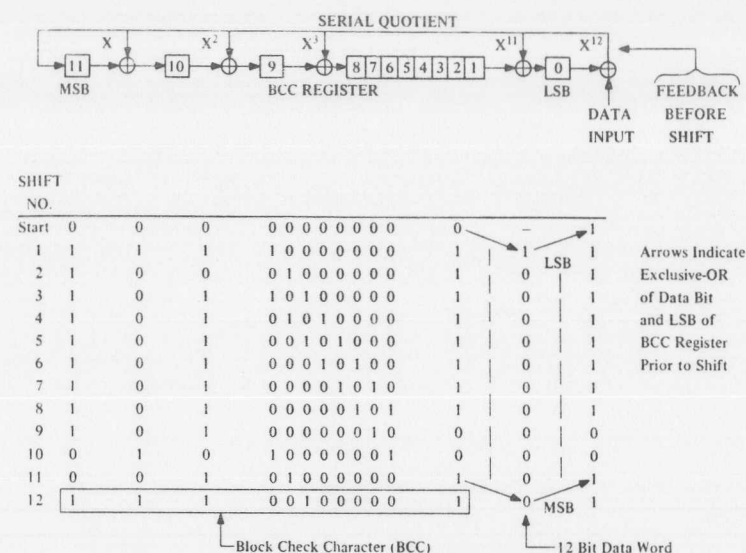 SERIAL QUOTIENT
X X² X³ X¹¹ X¹²
11 10 9 8 7 6 5 4 3 2 1 0
MSB BCC REGISTER LSB FEEDBACK
DATA BEFORE
INPUT SHIFT
SHIFT
NO.
Start 0 0 0 0 0 0 0 0 0 0 0 0 – 1
1 1 1 1 1 0 0 0 0 0 0 0 1 1 1 Arrows Indicate
LSB
2 1 0 0 0 1 0 0 0 0 0 0 1 0 1 Exclusive-OR
3 1 0 1 1 0 1 0 0 0 0 0 1 0 1 of Data Bit
4 1 0 1 0 1 0 1 0 0 0 0 1 0 1 and LSB of
5 1 0 1 0 0 1 0 1 0 0 0 1 0 1 BCC Register
6 1 0 1 0 0 0 1 0 1 0 0 1 0 1 Prior to Shift
7 1 0 1 0 0 0 0 1 0 1 0 1 0 1
8 1 0 1 0 0 0 0 0 1 0 1 1 0 1
9 1 0 1 0 0 0 0 0 0 1 0 0 0 0
10 0 1 0 1 0 0 0 0 0 0 1 0 0 0
11 0 0 1 0 1 0 0 0 0 0 0 1 0 1
12 1 1 1 0 0 1 0 0 0 0 0 1 0 MSB 1
Block Check Character (BCC) 12 Bit Data Word